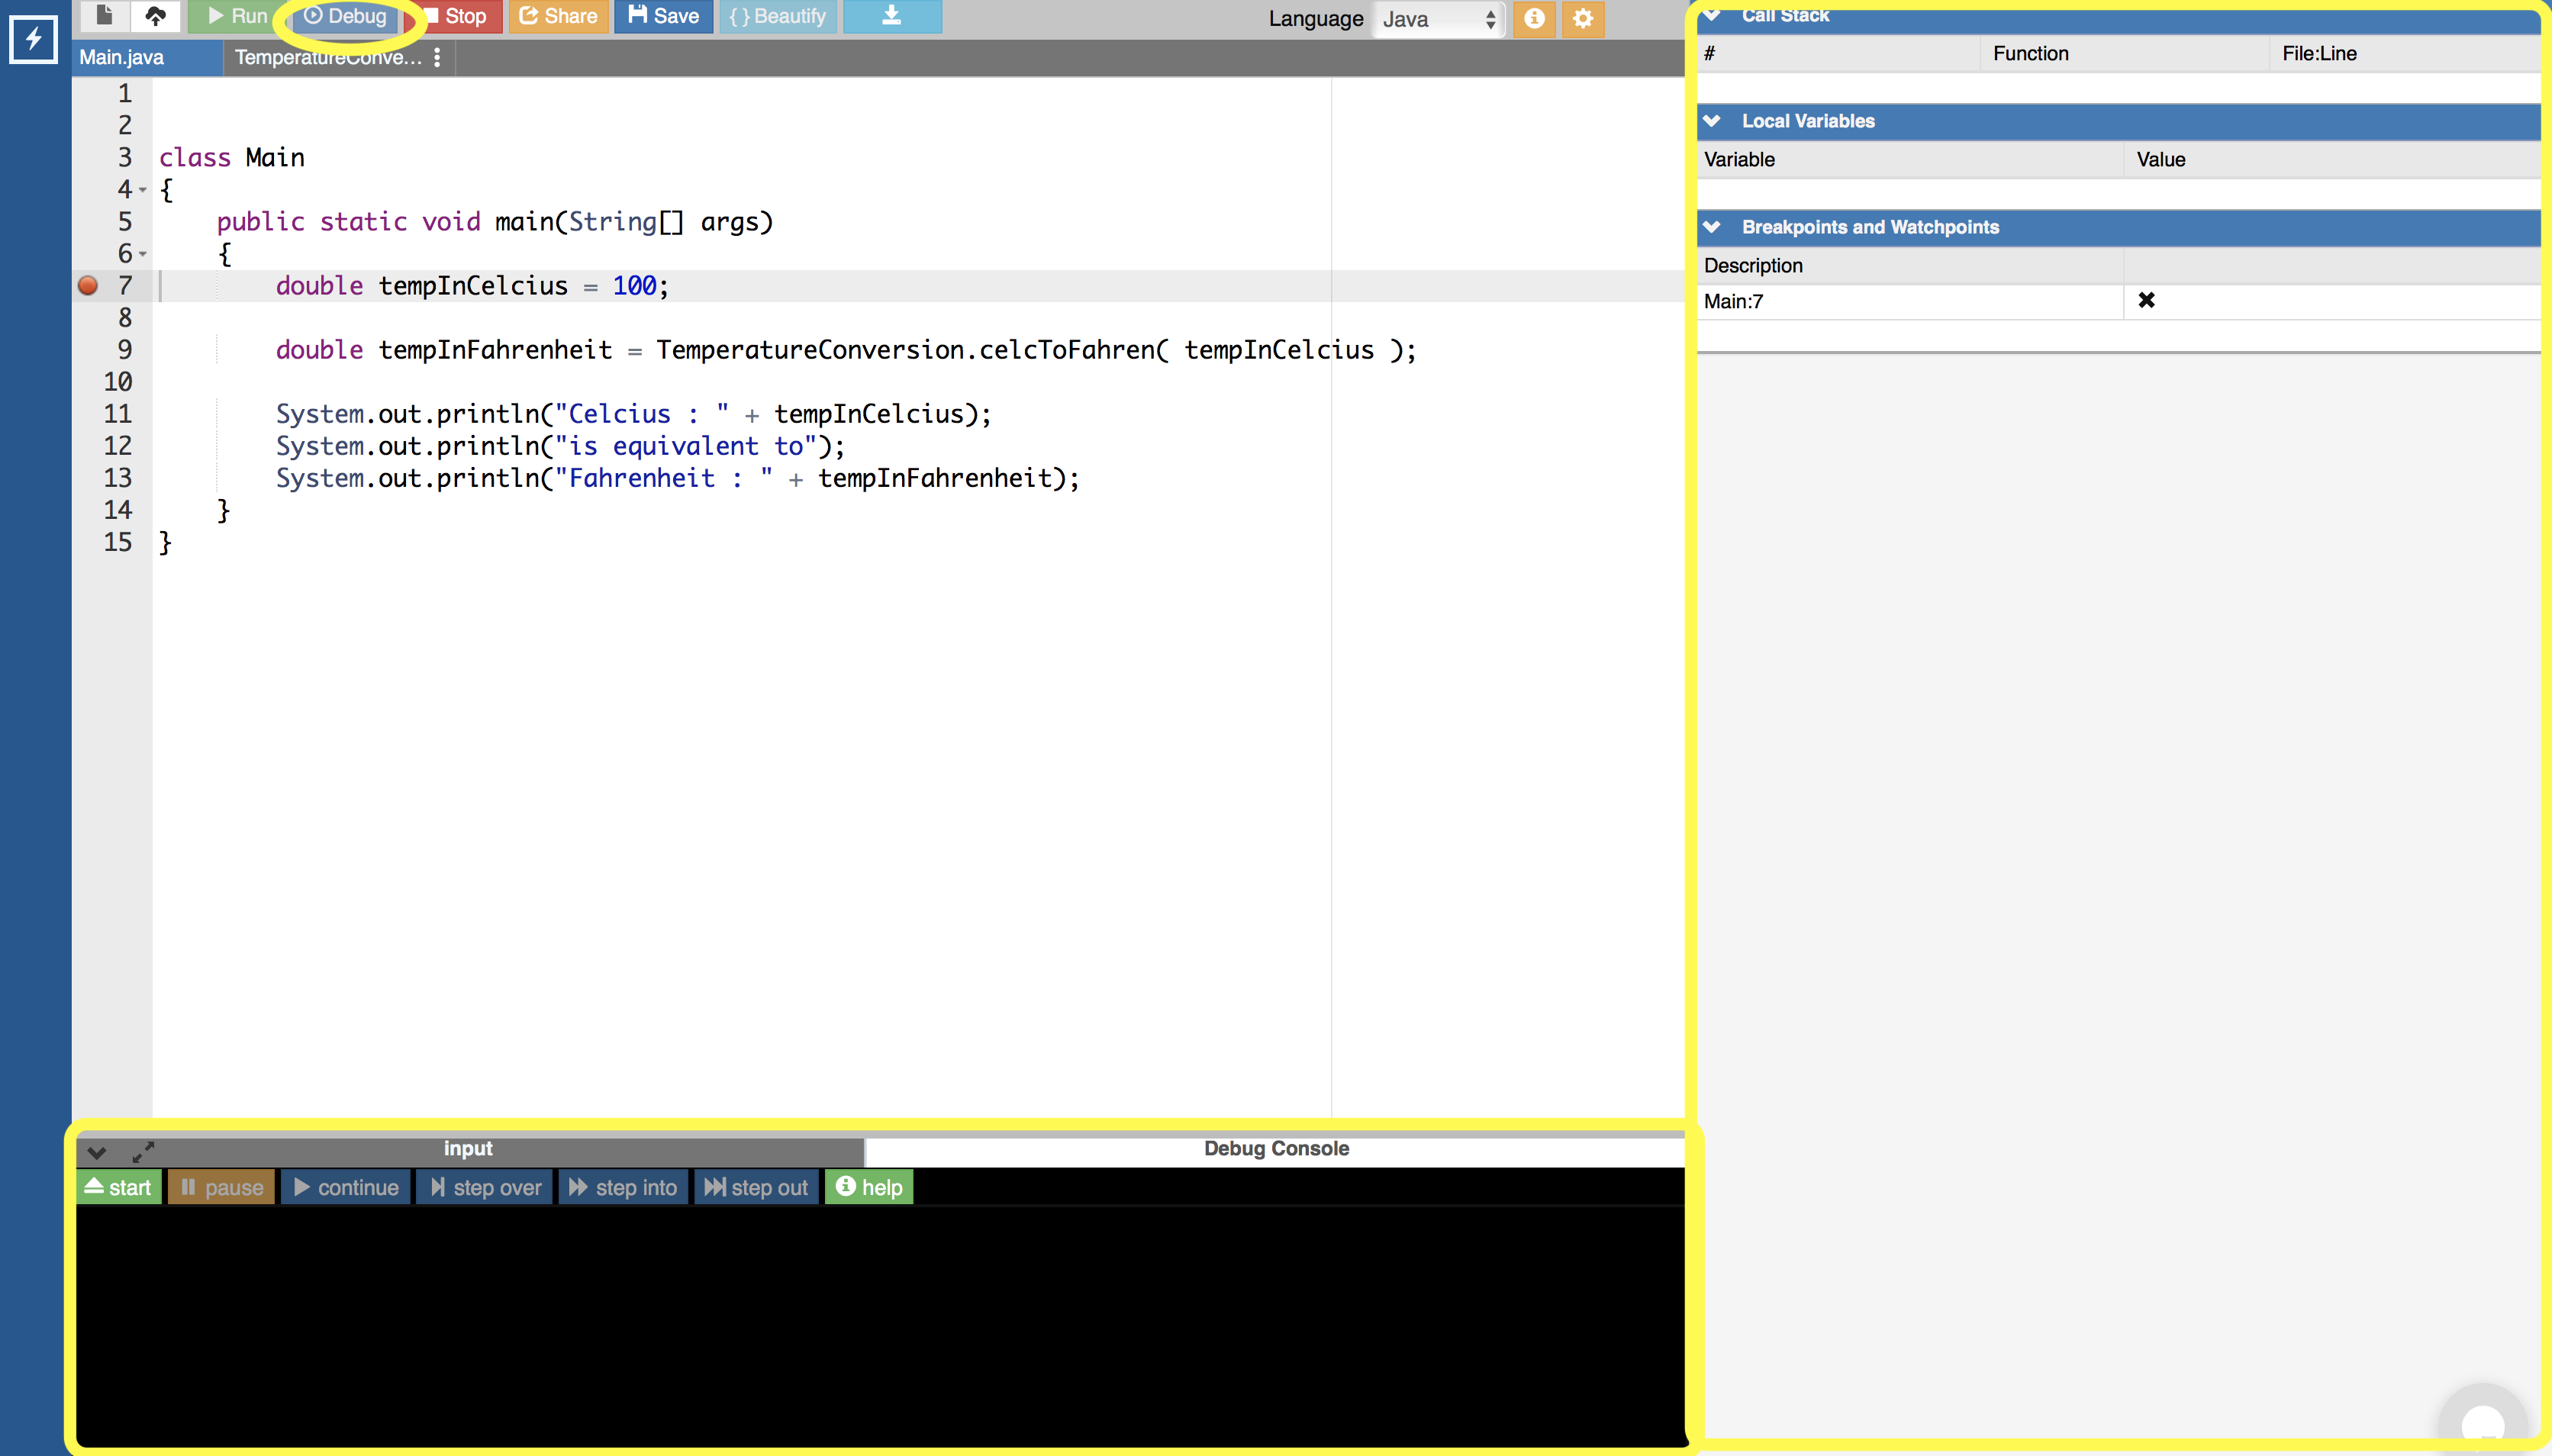 Run Debug Stop Share Save {} Beautify Language Java
Main.java TemperatureConve...
1
2
3 class Main
4 {
5 public static void main(String[] args)
6 {
7 double tempInCelcius = 100;
8
9 double tempInFahrenheit = TemperatureConversion.celcToFahren( tempInCelcius );
10
11 System.out.println("Celcius : " + tempInCelcius);
12 System.out.println("is equivalent to");
13 System.out.println("Fahrenheit : " + tempInFahrenheit);
14 }
15 }
input Debug Console
start pause continue step over step into step out help
Call Stack
# Function File:Line
Local Variables
Variable Value
Breakpoints and Watchpoints
Description
Main:7